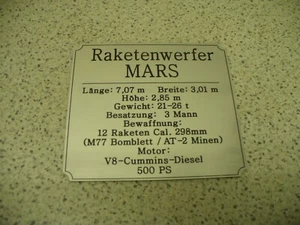 Raketenwerfer
MARS
Länge: 7,07 m Breite: 3,01 m
Höhe: 2,85 m
Gewicht: 21-26 t
Besatzung: 3 Mann
Bewaffnung:
12 Raketen Cal. 298mm
(M77 Bomblett / AT-2 Minen)
Motor:
V8-Cummins-Diesel
500 PS